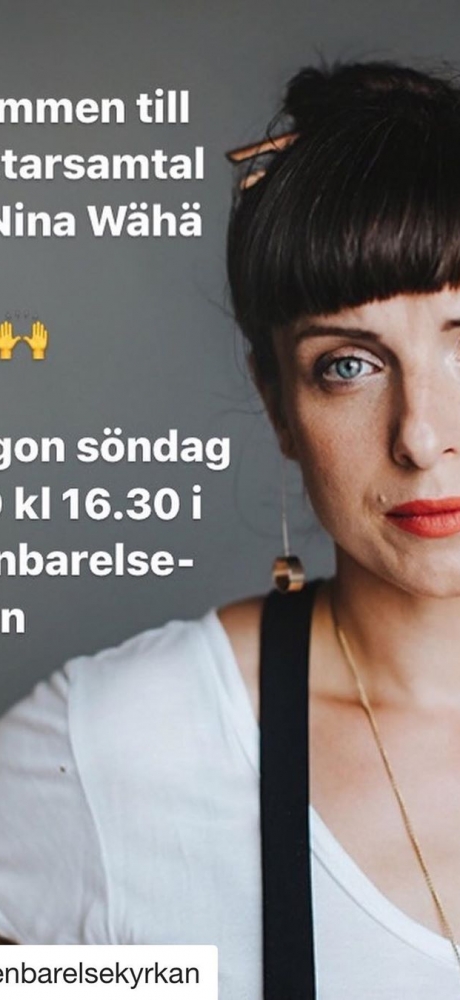 mmen till
tarsamtal
Nina Wähä
🙌
gon söndag
kl 16.30 i
nbarelse-
n
enbarelsekyrkan